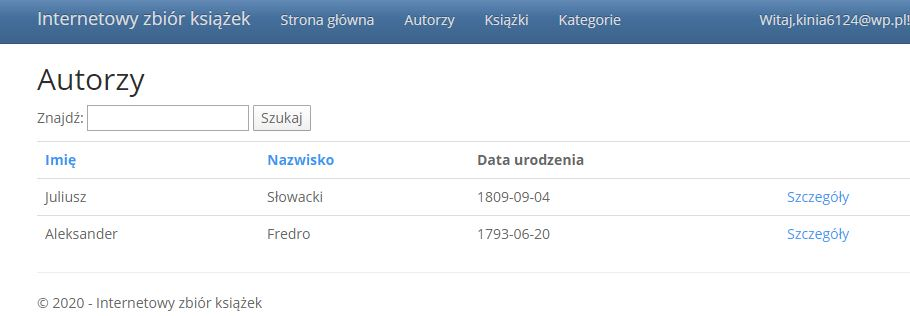 Internetowy zbiór książek Strona główna Autorzy Książki Kategorie Witaj,kinia6124@wp.pl!
Autorzy
Znajdź: Szukaj
Imię Nazwisko Data urodzenia
Juliusz Słowacki 1809-09-04 Szczegóły
Aleksander Fredro 1793-06-20 Szczegóły
© 2020 - Internetowy zbiór książek